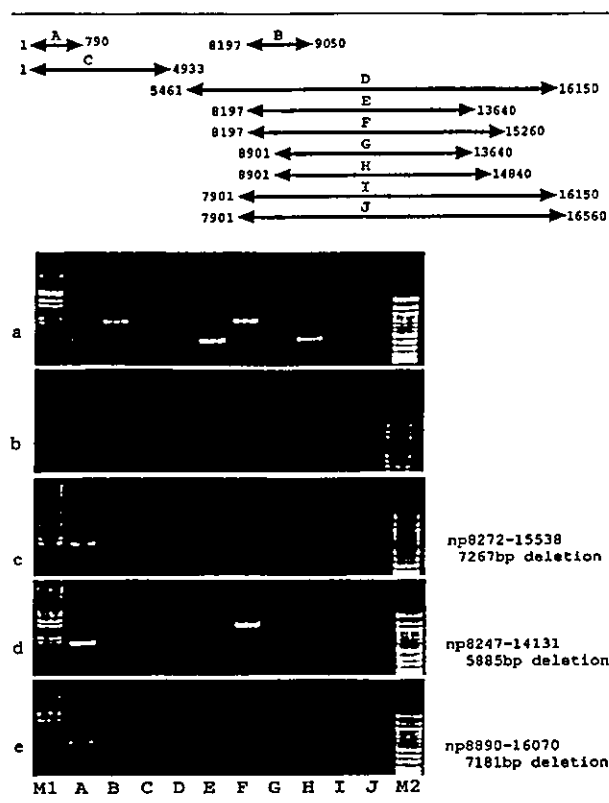 A B
1 790 8197 9050
C
1 4933
D
5461 16150
E
8197 13640
F
8197 15260
G
8901 13640
H
8901 14840
I
7901 16150
J
7901 16560
a
b
c
np8272-15538
7267bp deletion
d
np8247-14131
5885bp deletion
e
np8890-16070
7181bp deletion
M1 A B C D E F G H I J M2